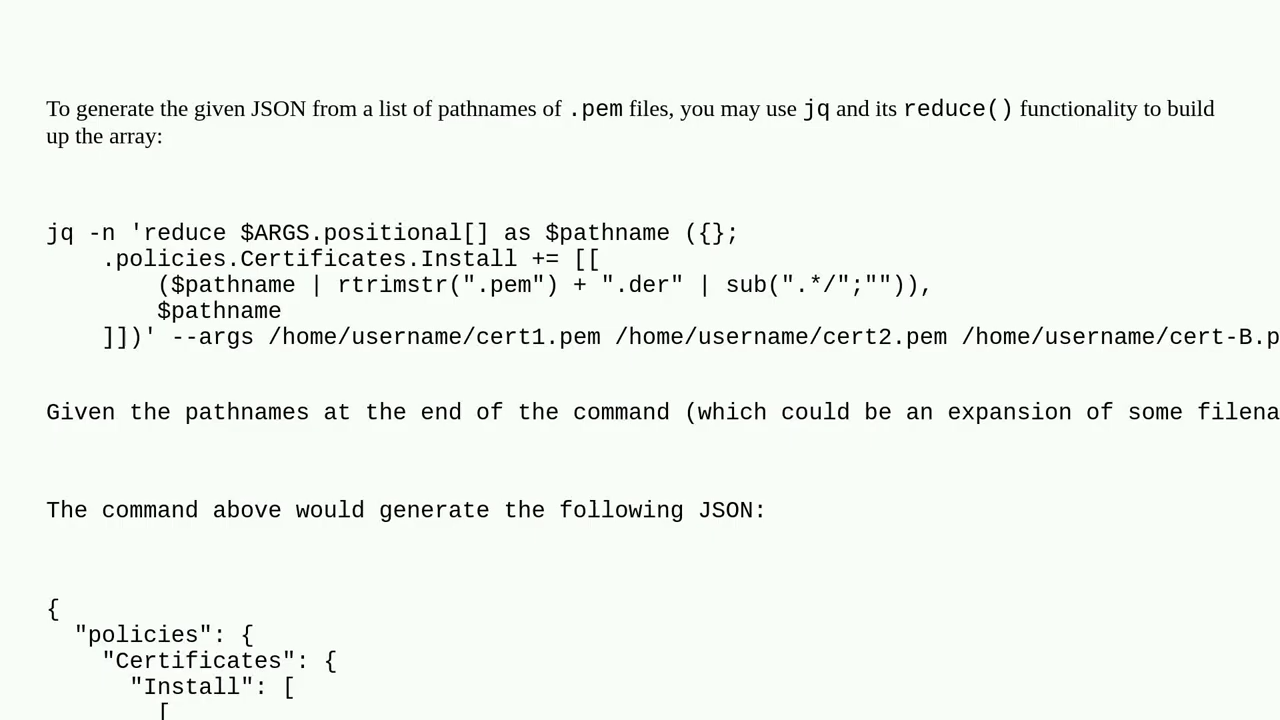 To generate the given JSON from a list of pathnames of .pem files, you may use jq and its reduce() functionality to build
up the array:
jq -n 'reduce $ARGS.positional[] as $pathname ({};
    .policies.Certificates.Install += [[
        ($pathname | rtrimstr(".pem") + ".der" | sub(".*/";"")),
        $pathname
    ]])' --args /home/username/cert1.pem /home/username/cert2.pem /home/username/cert-B.p
Given the pathnames at the end of the command (which could be an expansion of some filena
The command above would generate the following JSON:
{
  "policies": {
    "Certificates": {
      "Install": [
        [